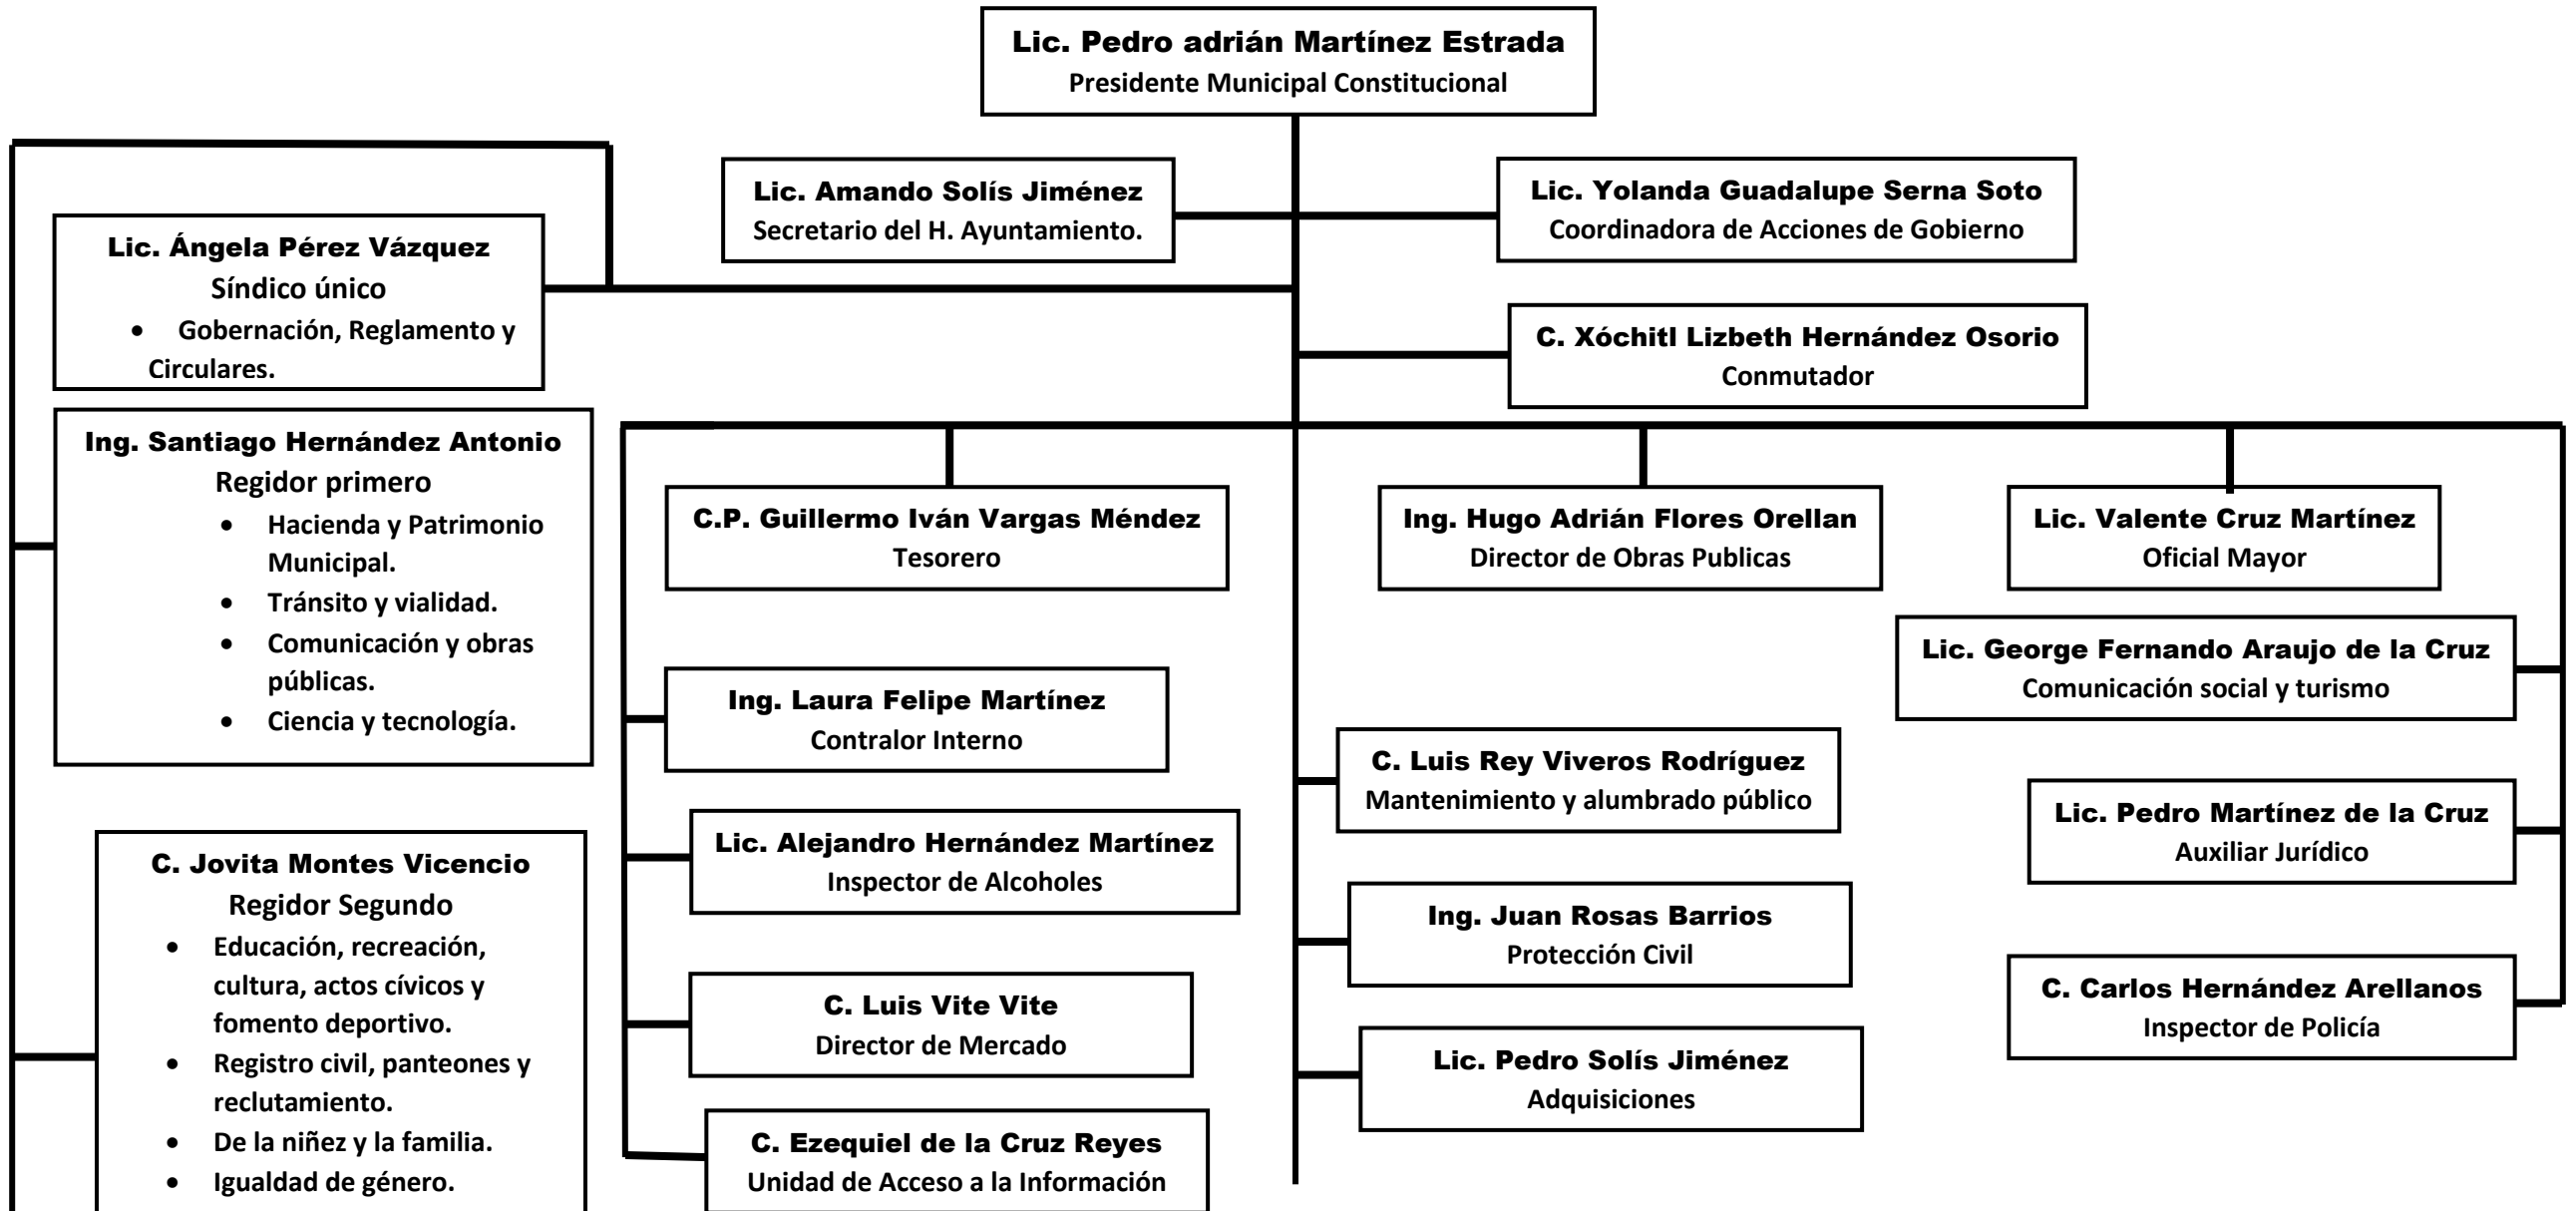 Lic. Pedro adrián Martínez Estrada
Presidente Municipal Constitucional
Lic. Amando Solís Jiménez
Secretario del H. Ayuntamiento.
Lic. Yolanda Guadalupe Serna Soto
Coordinadora de Acciones de Gobierno
Lic. Ángela Pérez Vázquez
Síndico único
• Gobernación, Reglamento y
Circulares.
C. Xóchitl Lizbeth Hernández Osorio
Conmutador
Ing. Santiago Hernández Antonio
Regidor primero
• Hacienda y Patrimonio
Municipal.
• Tránsito y vialidad.
• Comunicación y obras
públicas.
• Ciencia y tecnología.
C. Jovita Montes Vicencio
Regidor Segundo
• Educación, recreación,
cultura, actos cívicos y
fomento deportivo.
• Registro civil, panteones y
reclutamiento.
• De la niñez y la familia.
• Igualdad de género.
C.P. Guillermo Iván Vargas Méndez
Tesorero
Ing. Laura Felipe Martínez
Contralor Interno
Lic. Alejandro Hernández Martínez
Inspector de Alcoholes
C. Luis Vite Vite
Director de Mercado
C. Ezequiel de la Cruz Reyes
Unidad de Acceso a la Información
Ing. Hugo Adrián Flores Orellan
Director de Obras Publicas
C. Luis Rey Viveros Rodríguez
Mantenimiento y alumbrado público
Ing. Juan Rosas Barrios
Protección Civil
Lic. Pedro Solís Jiménez
Adquisiciones
Lic. Valente Cruz Martínez
Oficial Mayor
Lic. George Fernando Araujo de la Cruz
Comunicación social y turismo
Lic. Pedro Martínez de la Cruz
Auxiliar Jurídico
C. Carlos Hernández Arellanos
Inspector de Policía